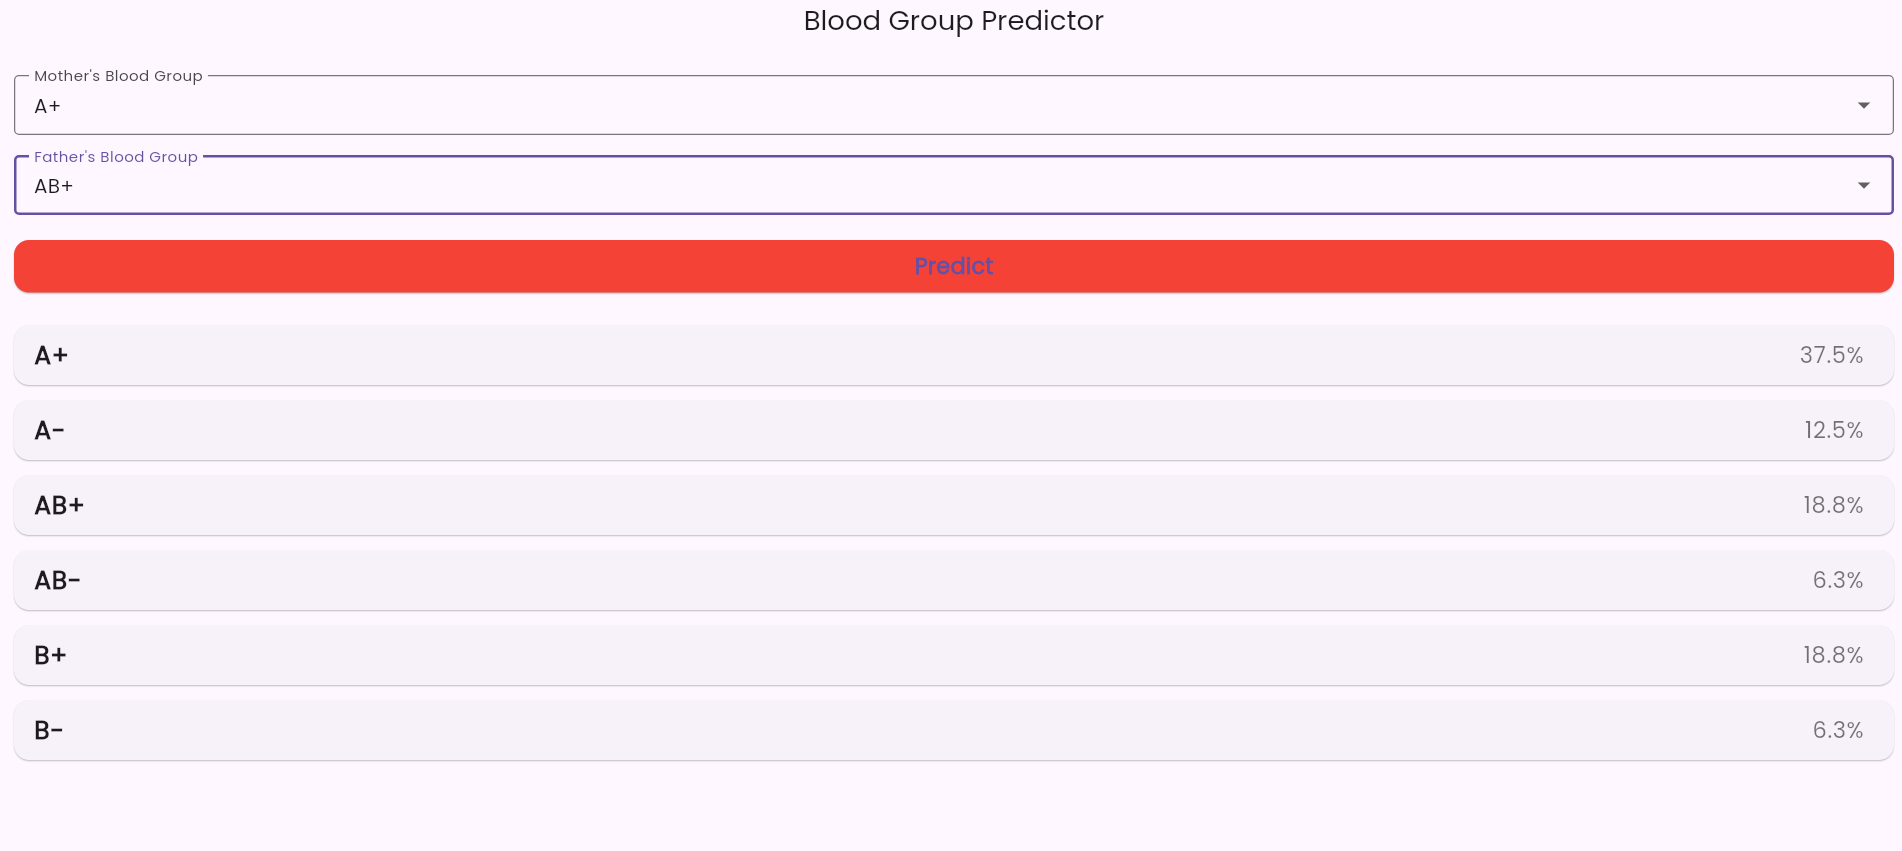 Blood Group Predictor
Mother's Blood Group
A+
Father's Blood Group
AB+
Predict
A+ 37.5%
A- 12.5%
AB+ 18.8%
AB- 6.3%
B+ 18.8%
B- 6.3%